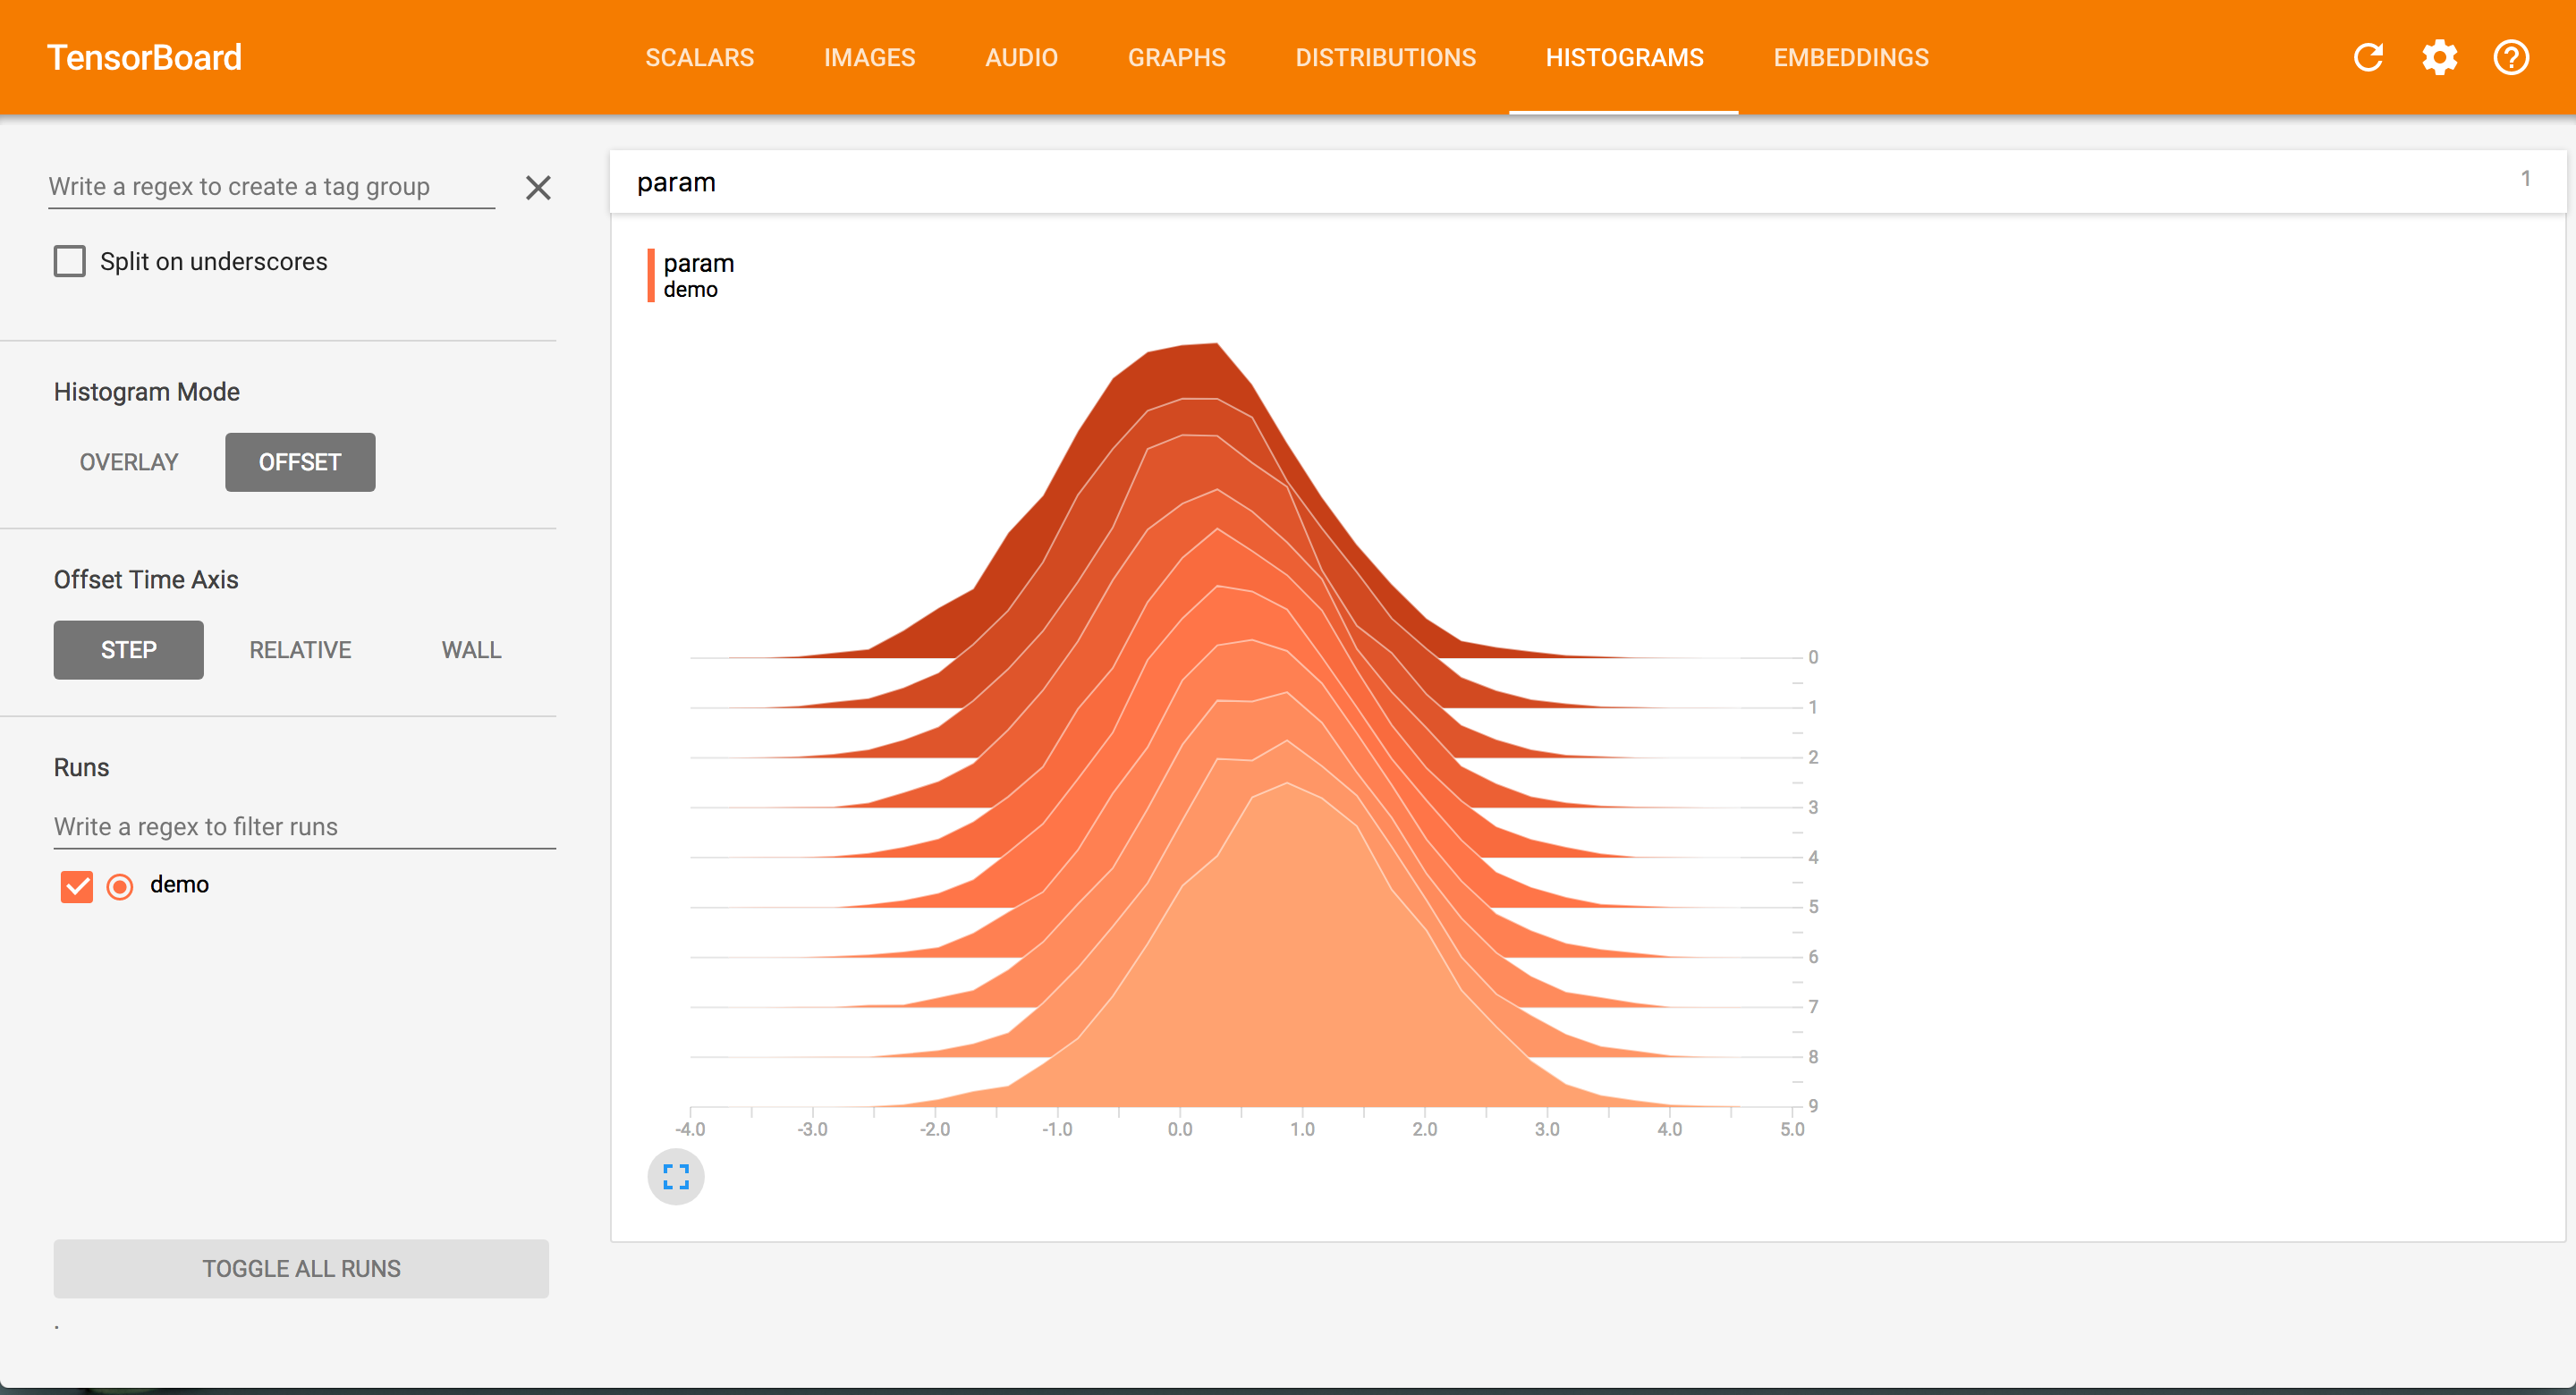 TensorBoard
SCALARS IMAGES AUDIO GRAPHS DISTRIBUTIONS HISTOGRAMS EMBEDDINGS
Write a regex to create a tag group
Split on underscores
Histogram Mode
OVERLAY OFFSET
Offset Time Axis
STEP RELATIVE WALL
Runs
Write a regex to filter runs
demo
TOGGLE ALL RUNS
.
param 1
param
demo
0
1
2
3
4
5
6
7
8
9
-4.0 -3.0 -2.0 -1.0 0.0 1.0 2.0 3.0 4.0 5.0